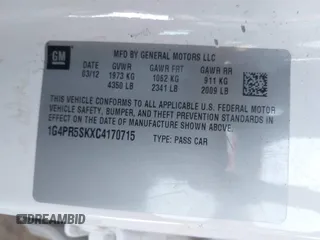 GM
MFD BY GENERAL MOTORS LLC
DATE GVWR GAWR FRT GAWR RR
03/12 1973 KG 1062 KG 911 KG
4350 LB 2341 LB 2009 LB
THIS VEHICLE CONFORMS TO ALL APPLICABLE U.S. FEDERAL MOTOR
VEHICLE SAFETY, BUMPER, AND THEFT PREVENTION STANDARDS
IN EFFECT ON THE DATE OF MANUFACTURE SHOWN ABOVE.
1G4PR5SKXC4170715 TYPE: PASS CAR
© AutoBidMaster